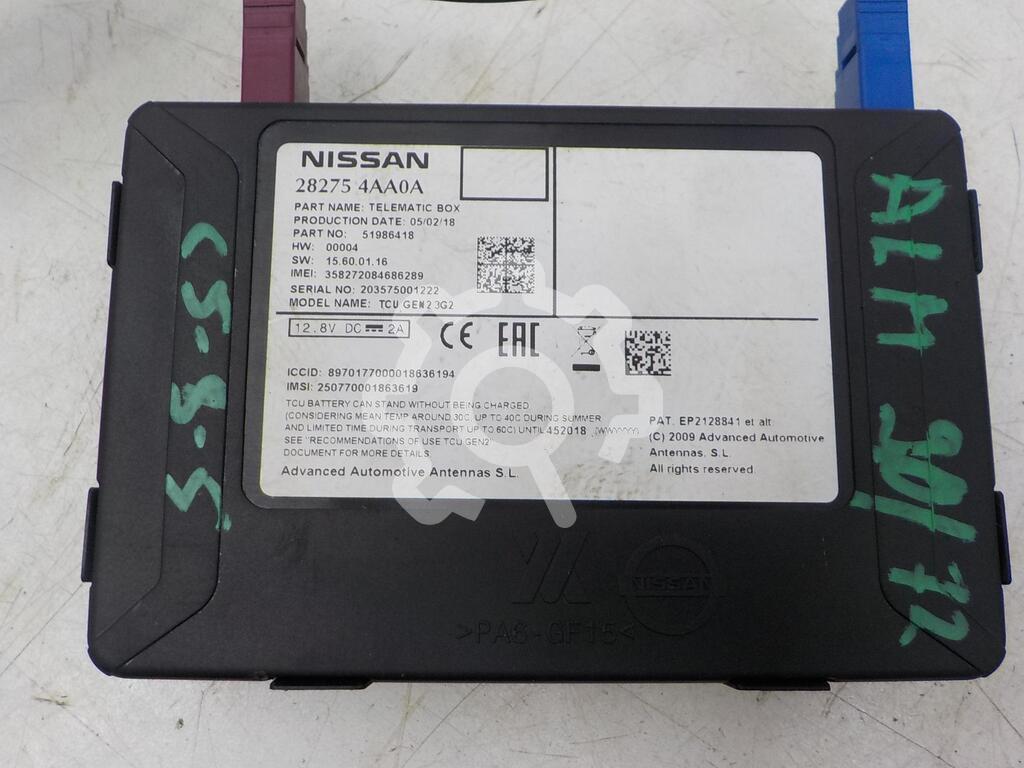 NISSAN
28275 4AA0A
PART NAME: TELEMATIC BOX
PRODUCTION DATE: 05/02/18
PART NO: 51986418
HW: 00004
SW: 15.60.01.16
IMEI: 358272084686289
SERIAL NO: 203575001222
MODEL NAME: TCU GEN2 3G2
12.8V DC 2A
CE EAC
ICCID: 8970177000018636194
IMSI: 250770001863619
TCU BATTERY CAN STAND WITHOUT BEING CHARGED
(CONSIDERING MEAN TEMP AROUND 30C, UP TO 40C DURING SUMMER
AND LIMITED TIME DURING TRANSPORT UP TO 60C) UNTIL 452018
SEE "RECOMMENDATIONS OF USE TCU GEN2"
DOCUMENT FOR MORE DETAILS.
Advanced Automotive Antennas S.L.
PAT. EP2128841 et alt.
(C) 2009 Advanced Automotive
Antennas, S.L.
All rights reserved.
NISSAN
>PA6-GF15<